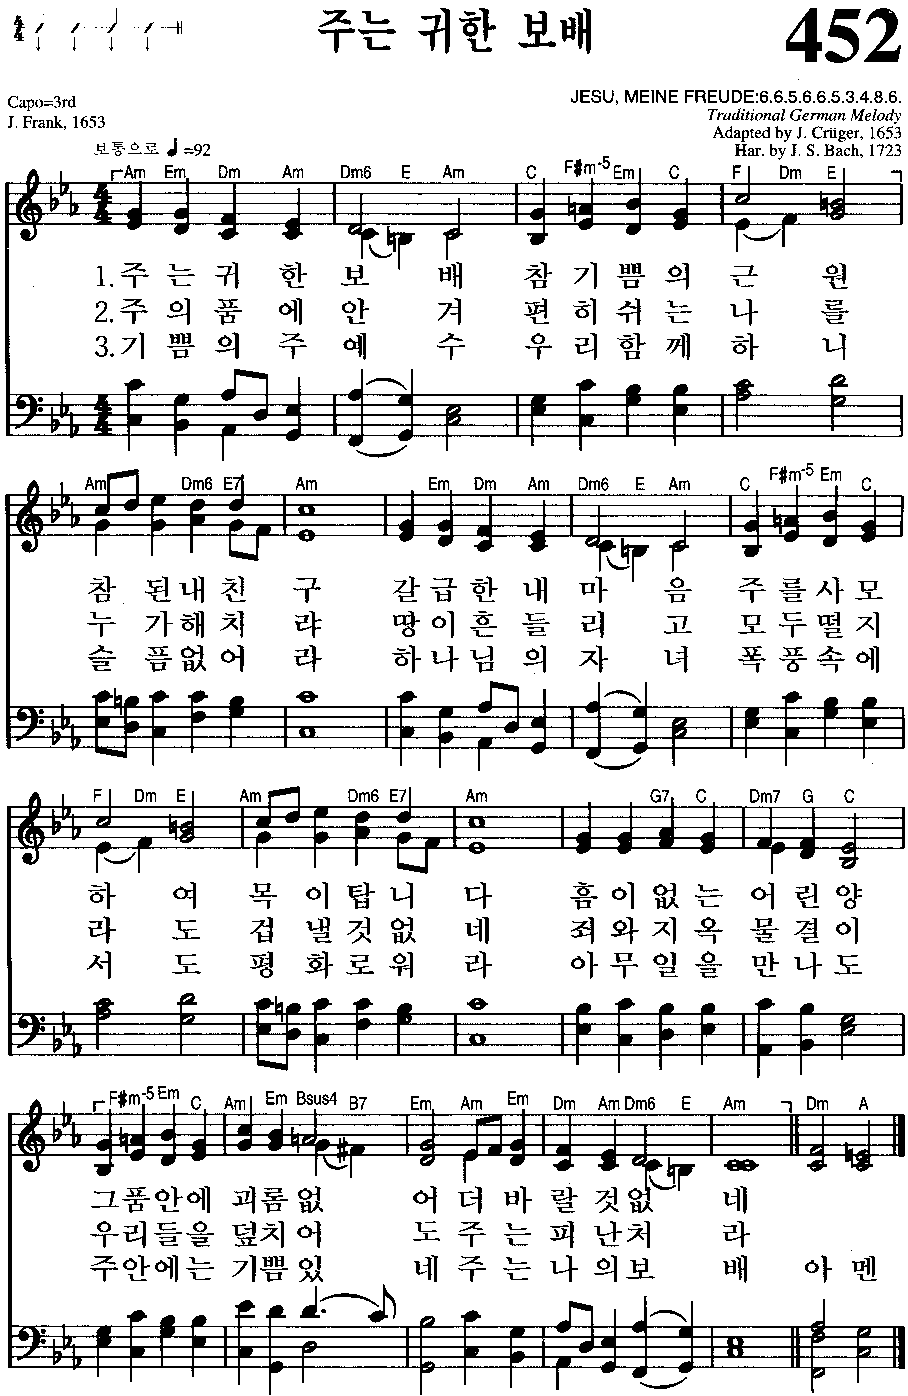 주는 귀한 보배 452
Capo=3rd JESU, MEINE FREUDE:6.6.5.6.6.5.3.4.8.6.
J. Frank, 1653 Traditional German Melody
Adapted by J. Crüger, 1653
보통으로 ♩=92 Har. by J. S. Bach, 1723
Am Em Dm Am Dm6 E Am C F#m-5 Em C F Dm E
1.주는귀한보배 참기쁨의근원
2.주의품에안겨 편히쉬는나를
3.기쁨의주예수 우리함께하니
Am Dm6 E7 Am Em Dm Am Dm6 E Am C F#m-5 Em C
참된내친구 갈급한내마음 주를사모
누가해치랴 땅이흔들리고 모두떨지
슬픔없어라 하나님의자녀 폭풍속에
F Dm E Am Dm6 E7 Am G7 C Dm7 G C
하여 목이탑니다 흠이없는어린양
라도 겁낼것없네 죄와지옥물결이
서도 평화로워라 아무일을만나도
F#m-5 Em C Am Em Bsus4 B7 Em Am Em Dm Am Dm6 E Am Dm A
그품안에괴롬없어 더바랄것없네
우리들을덮치어도 주는피난처라
주안에는기쁨있네 주는나의보배 아멘